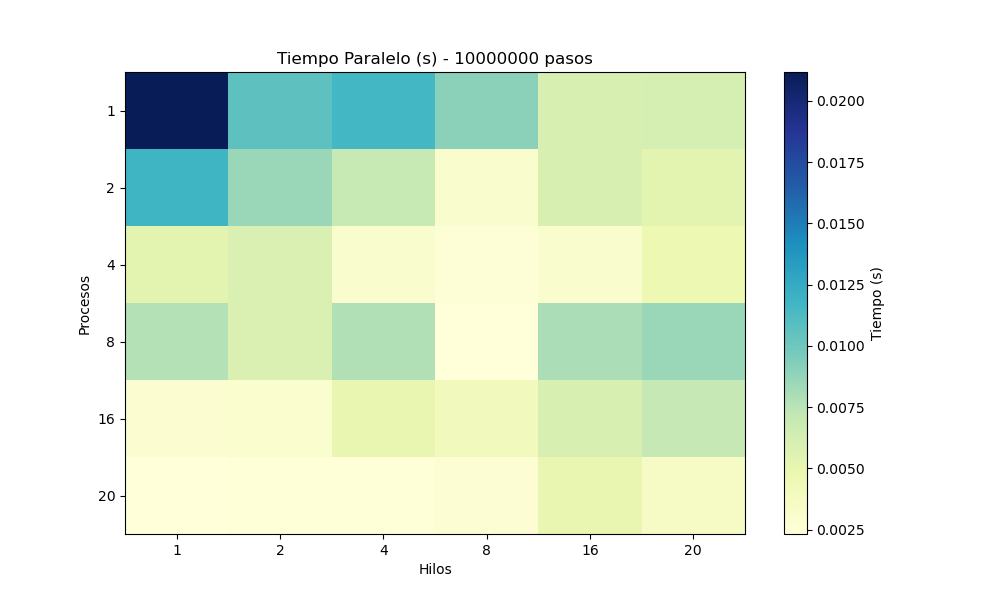 Tiempo Paralelo (s) - 10000000 pasos
1
2
4
8
16
20
Procesos
1 2 4 8 16 20
Hilos
0.0200
0.0175
0.0150
0.0125
0.0100
0.0075
0.0050
0.0025
Tiempo (s)